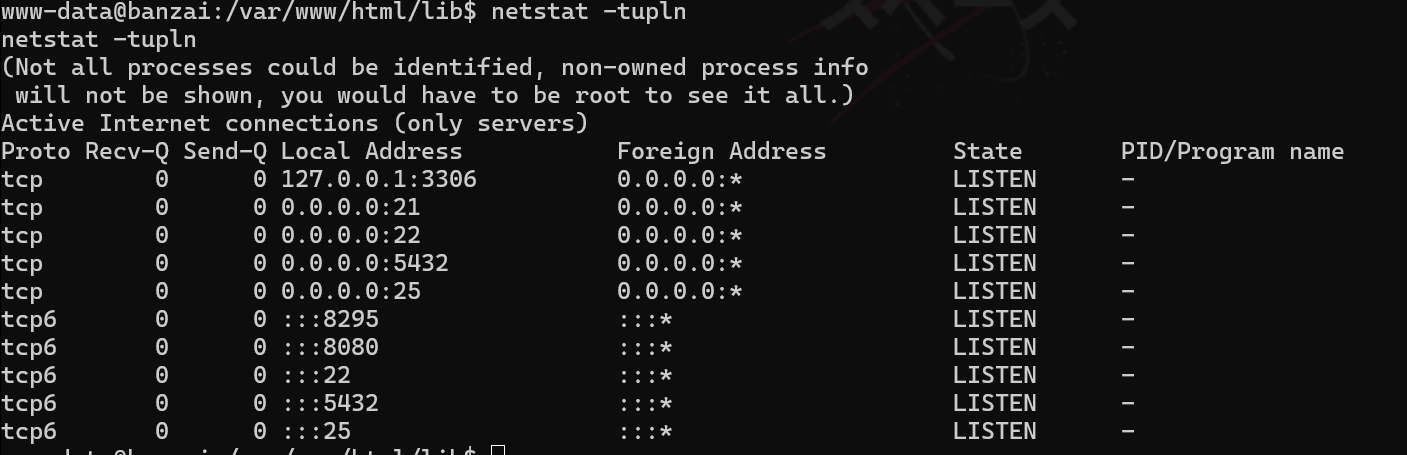 www-data@banzai:/var/www/html/lib$ netstat -tupln
netstat -tupln
(Not all processes could be identified, non-owned process info
 will not be shown, you would have to be root to see it all.)
Active Internet connections (only servers)
Proto Recv-Q Send-Q Local Address           Foreign Address         State       PID/Program name
tcp        0      0 127.0.0.1:3306          0.0.0.0:*               LISTEN      -
tcp        0      0 0.0.0.0:21              0.0.0.0:*               LISTEN      -
tcp        0      0 0.0.0.0:22              0.0.0.0:*               LISTEN      -
tcp        0      0 0.0.0.0:5432            0.0.0.0:*               LISTEN      -
tcp        0      0 0.0.0.0:25              0.0.0.0:*               LISTEN      -
tcp6       0      0 :::8295                 :::*                    LISTEN      -
tcp6       0      0 :::8080                 :::*                    LISTEN      -
tcp6       0      0 :::22                   :::*                    LISTEN      -
tcp6       0      0 :::5432                 :::*                    LISTEN      -
tcp6       0      0 :::25                   :::*                    LISTEN      -
www-data@banzai:/var/www/html/lib$